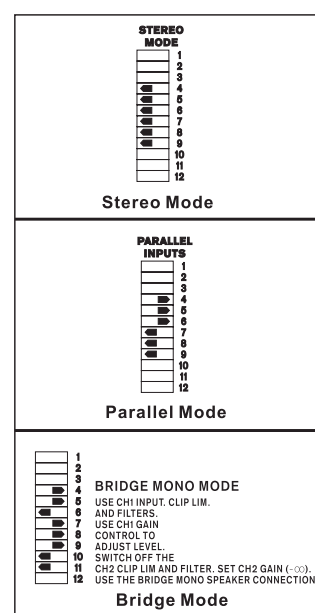 STEREO
MODE
1
2
3
4
5
6
7
8
9
10
11
12
Stereo Mode
PARALLEL
INPUTS
1
2
3
4
5
6
7
8
9
10
11
12
Parallel Mode
1
2
3
4 BRIDGE MONO MODE
5 USE CH1 INPUT. CLIP LIM.
6 AND FILTERS.
7 USE CH1 GAIN
8 CONTROL TO
9 ADJUST LEVEL.
10 SWITCH OFF THE
11 CH2 CLIP LIM AND FILTER. SET CH2 GAIN (-∞).
12 USE THE BRIDGE MONO SPEAKER CONNECTION
Bridge Mode